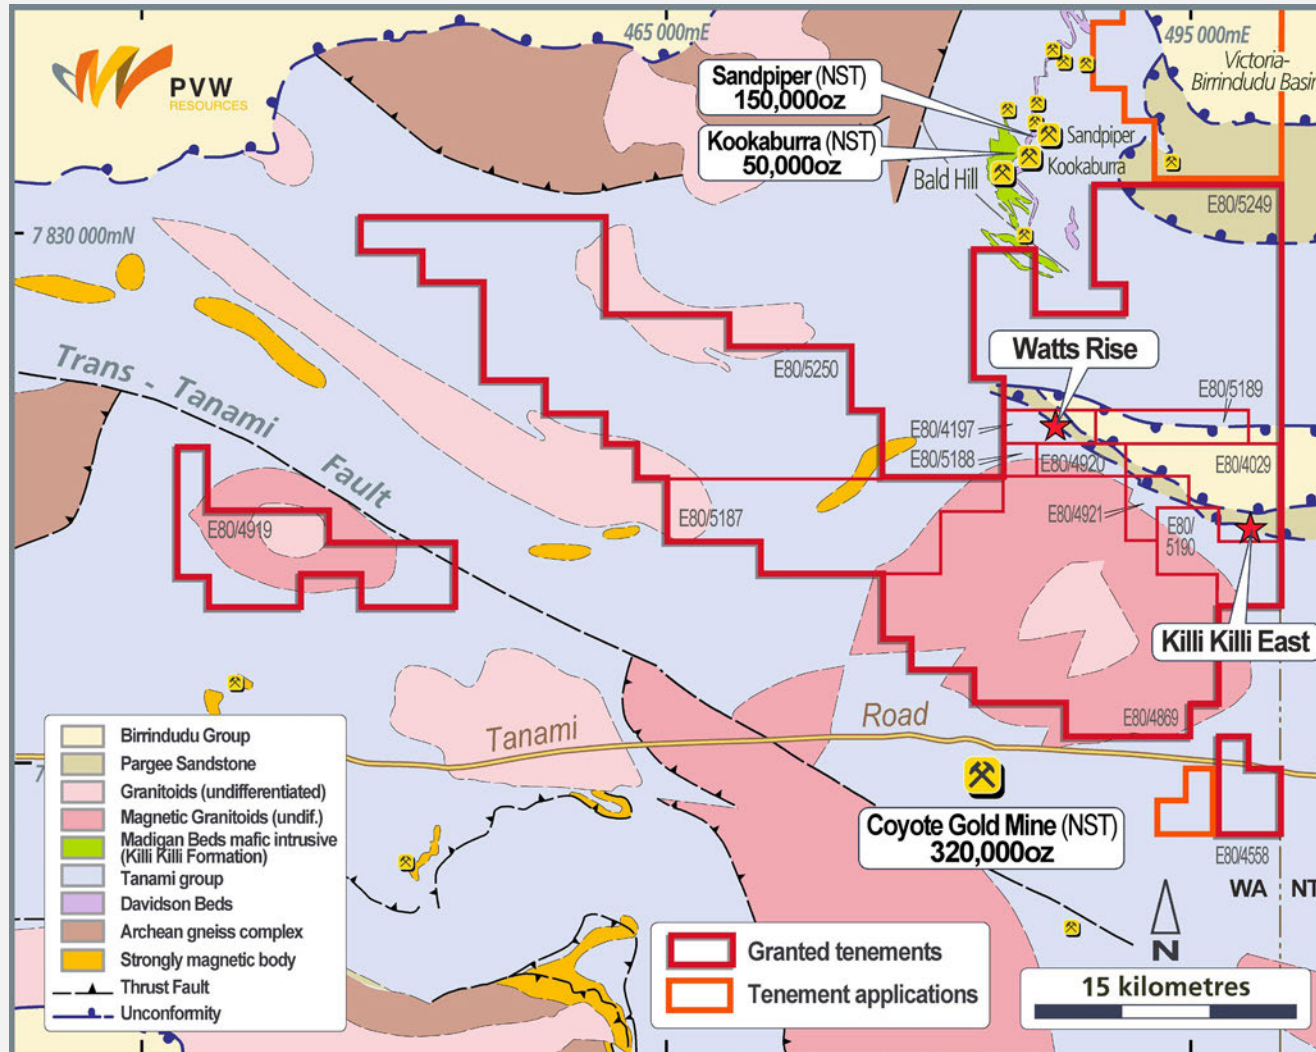 PVW
RESOURCES
465 000mE
495 000mE
Victoria-
Birrindudu Basin
Sandpiper (NST)
150,000oz
Sandpiper
Kookaburra (NST)
50,000oz
Kookaburra
Bald Hill
E80/5249
7 830 000mN
Watts Rise
Trans - Tanami Fault
E80/5250
E80/5189
E80/4197
E80/5188
E80/4920
E80/4029
E80/4919
E80/5187
E80/4921
E80/
5190
Killi Killi East
E80/4869
Tanami Road
Coyote Gold Mine (NST)
320,000oz
E80/4558
WA
NT
N
Birrindudu Group
Pargee Sandstone
Granitoids (undifferentiated)
Magnetic Granitoids (undif.)
Madigan Beds mafic intrusive
(Killi Killi Formation)
Tanami group
Davidson Beds
Archean gneiss complex
Strongly magnetic body
Thrust Fault
Unconformity
Granted tenements
Tenement applications
15 kilometres